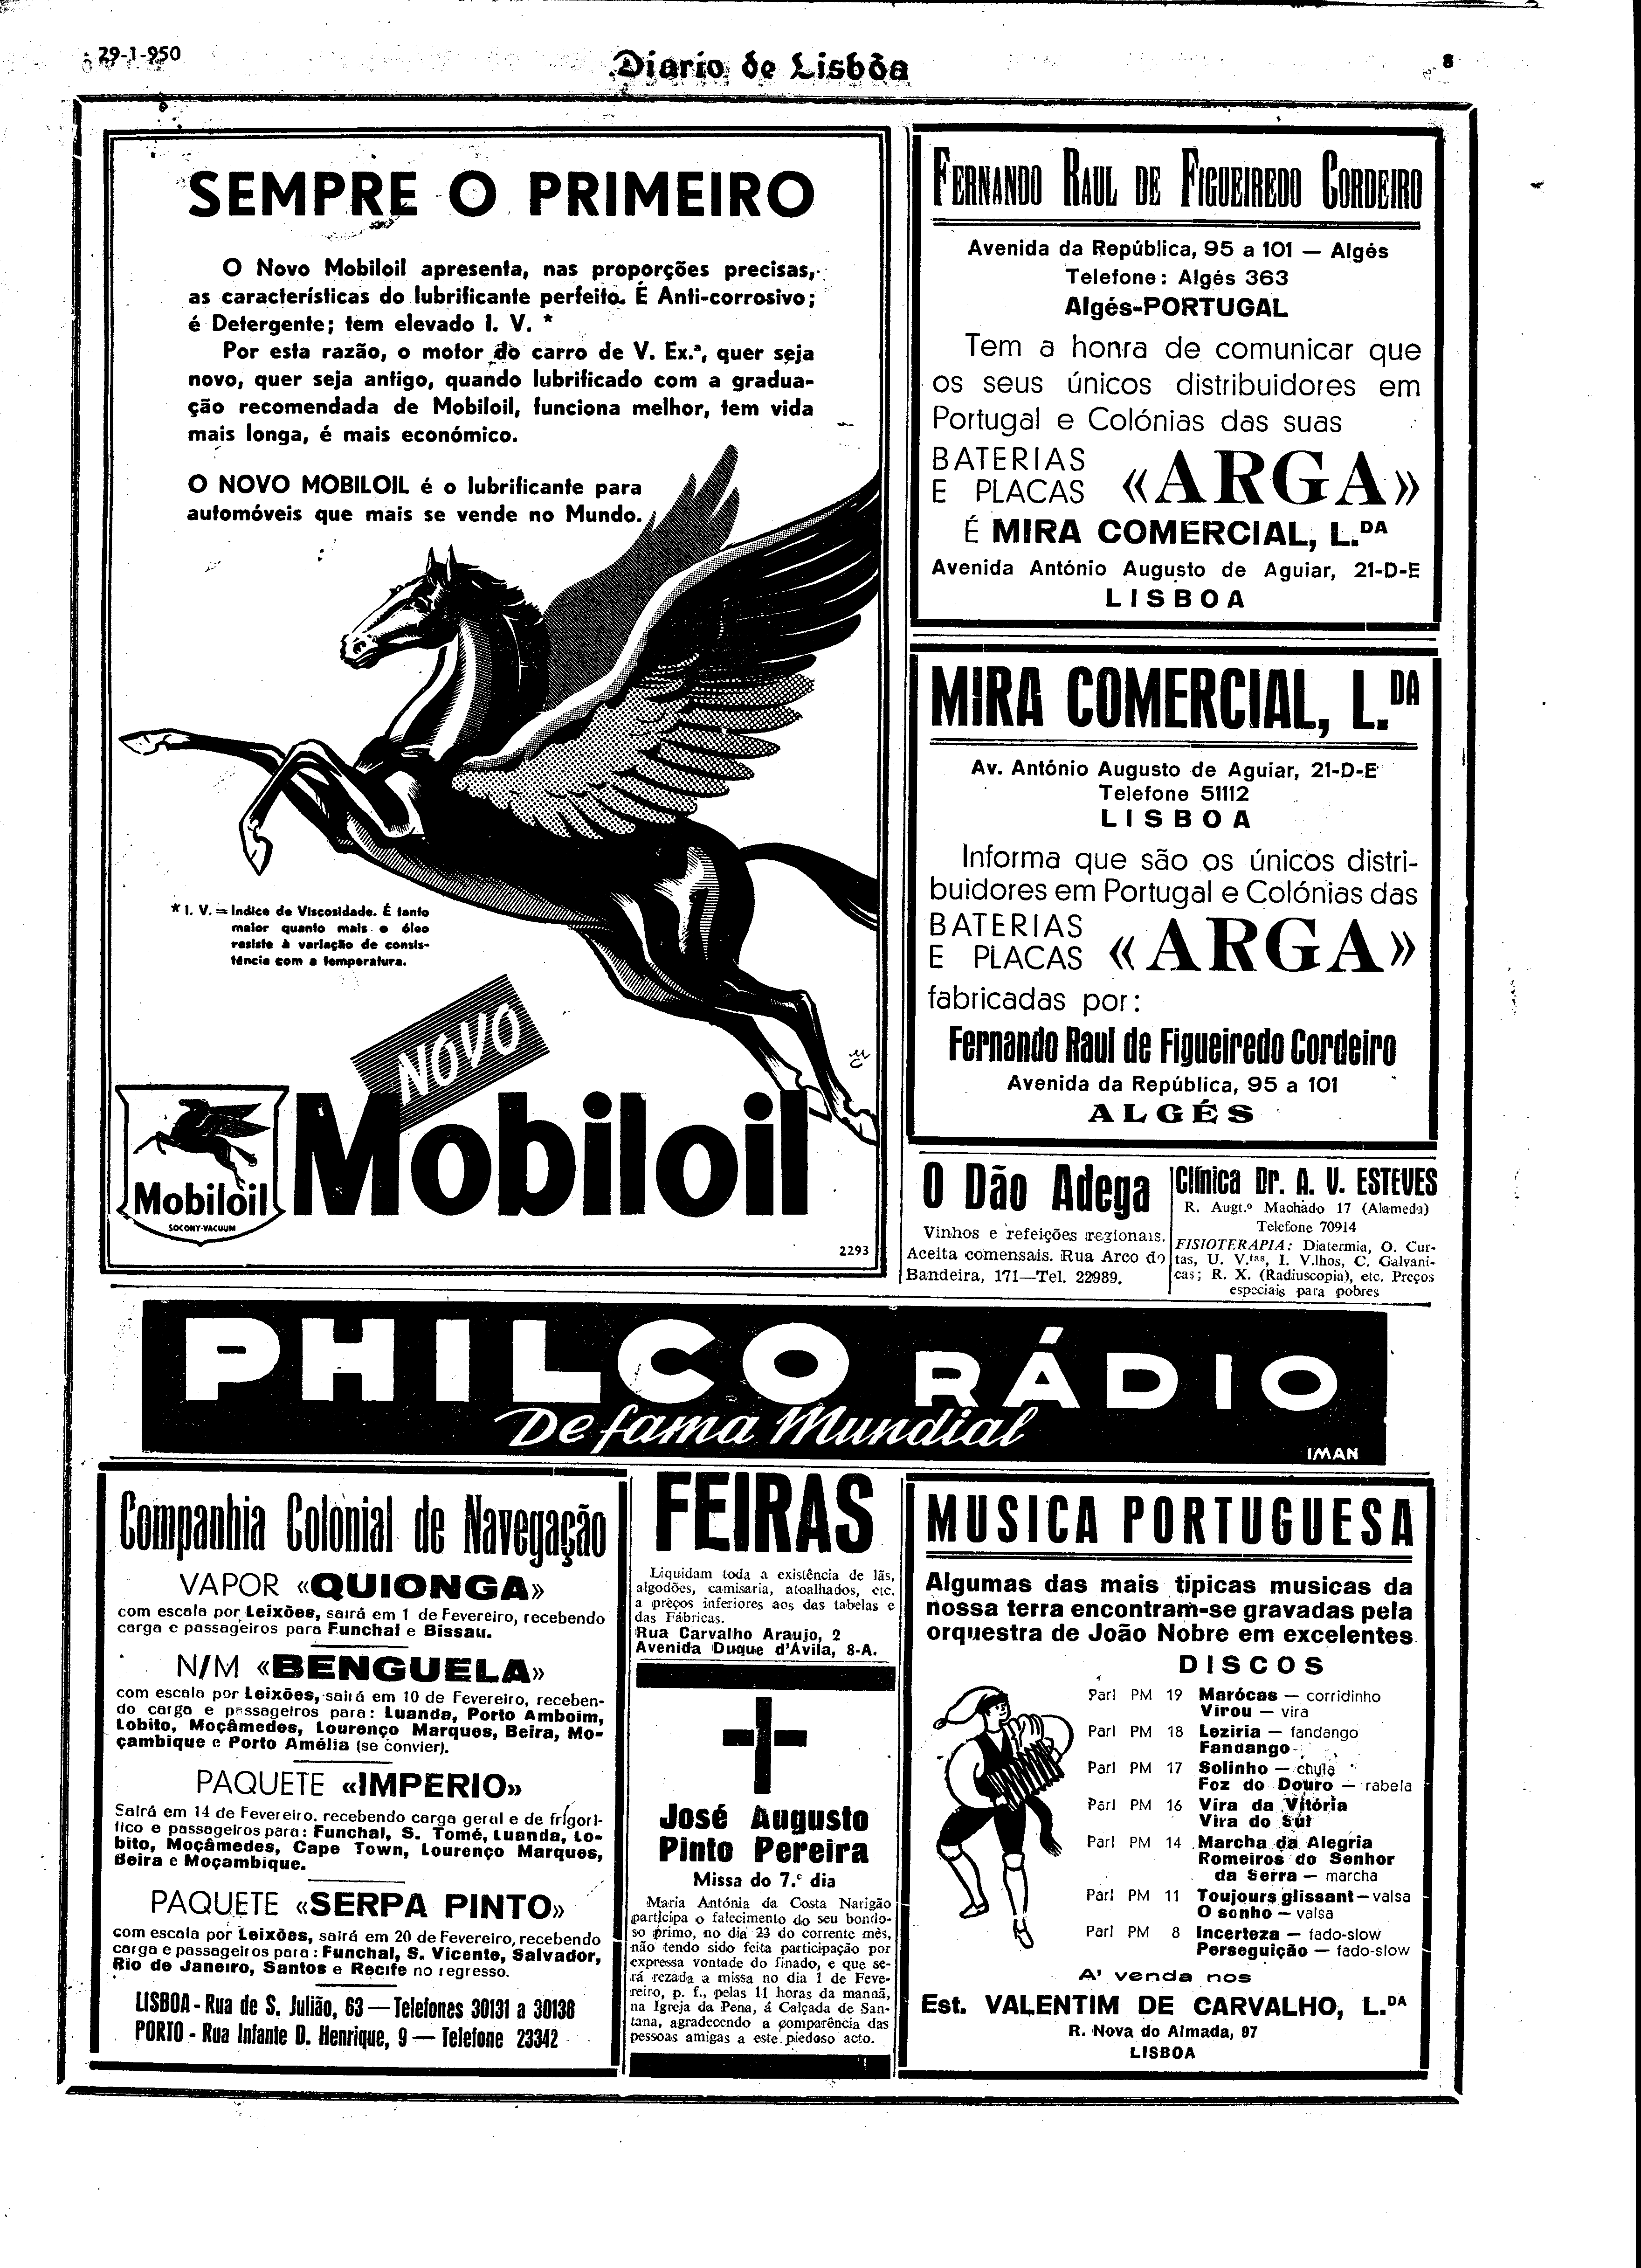 29-1-950
Diario de Lisbôa
8
SEMPRE O PRIMEIRO
O Novo Mobiloil apresenta, nas proporções precisas,
as características do lubrificante perfeito. É Anti-corrosivo;
é Detergente; tem elevado I. V. *
Por esta razão, o motor do carro de V. Ex.ª, quer seja
novo, quer seja antigo, quando lubrificado com a gradua-
ção recomendada de Mobiloil, funciona melhor, tem vida
mais longa, é mais económico.
O NOVO MOBILOIL é o lubrificante para
automóveis que mais se vende no Mundo.
* I. V. = Indice de Viscosidade. É tanto
maior quanto mais o óleo
resiste à variação de consis-
tência com a temperatura.
NOVO
Mobiloil
Mobiloil
SOCONY-VACUUM
2293
FERNANDO RAUL DE FIGUEIREDO CORDEIRO
Avenida da República, 95 a 101 — Algés
Telefone: Algés 363
Algés-PORTUGAL
Tem a honra de comunicar que
os seus únicos distribuidores em
Portugal e Colónias das suas
BATERIAS
E PLACAS «ARGA»
É MIRA COMERCIAL, L.DA
Avenida António Augusto de Aguiar, 21-D-E
LISBOA
MIRA COMERCIAL, L.DA
Av. António Augusto de Aguiar, 21-D-E
Telefone 51112
LISBOA
Informa que são os únicos distri-
buidores em Portugal e Colónias das
BATERIAS
E PLACAS «ARGA»
fabricadas por:
Fernando Raul de Figueiredo Cordeiro
Avenida da República, 95 a 101
ALGÉS
O Dão Adega
Vinhos e refeições regionais.
Aceita comensais. Rua Arco do
Bandeira, 171—Tel. 22989.
Clínica Dr. A. V. ESTEVES
R. Augt.º Machado 17 (Alameda)
Telefone 70914
FISIOTERAPIA: Diatermia, O. Cur-
tas, U. V.tas, I. V.lhos, C. Galvani-
cas; R. X. (Radiuscopia), etc. Preços
especiais para pobres
PHILCO RÁDIO
De fama Mundial
IMAN
Companhia Colonial de Navegação
VAPOR «QUIONGA»
com escala por Leixões, sairá em 1 de Fevereiro, recebendo
carga e passageiros para Funchal e Bissau.
N/M «BENGUELA»
com escala por Leixões, sairá em 10 de Fevereiro, receben-
do carga e passageiros para: Luanda, Porto Amboim,
Lobito, Moçâmedes, Lourenço Marques, Beira, Mo-
çambique e Porto Amélia (se convier).
PAQUETE «IMPERIO»
Sairá em 14 de Fevereiro, recebendo carga geral e de frigorí-
fico e passageiros para: Funchal, S. Tomé, Luanda, Lo-
bito, Moçâmedes, Cape Town, Lourenço Marques,
Beira e Moçambique.
PAQUETE «SERPA PINTO»
com escala por Leixões, sairá em 20 de Fevereiro, recebendo
carga e passageiros para: Funchal, S. Vicente, Salvador,
Rio de Janeiro, Santos e Recife no regresso.
LISBOA - Rua de S. Julião, 63 — Telefones 30131 a 30138
PORTO - Rua Infante D. Henrique, 9 — Telefone 23342
FEIRAS
Liquidam toda a existência de lãs,
algodões, camisaria, atoalhados, etc.
a preços inferiores aos das tabelas e
das Fábricas.
Rua Carvalho Araujo, 2
Avenida Duque d'Ávila, 8-A.
José Augusto
Pinto Pereira
Missa do 7.º dia
Maria Antónia da Costa Narigão
participa o falecimento do seu bondo-
so primo, no dia 23 do corrente mês,
não tendo sido feita participação por
expressa vontade do finado, e que se-
rá rezada a missa no dia 1 de Feve-
reiro, p. f., pelas 11 horas da manhã,
na Igreja da Pena, á Calçada de San-
tana, agradecendo a comparência das
pessoas amigas a este piedoso acto.
MUSICA PORTUGUESA
Algumas das mais tipicas musicas da
nossa terra encontram-se gravadas pela
orquestra de João Nobre em excelentes
DISCOS
Parl PM 19 Marócas — corridinho
Virou — vira
Parl PM 18 Leziria — fandango
Fandango
Parl PM 17 Solinho — chula
Foz do Douro — rabela
Parl PM 16 Vira da Vitória
Vira do Sul
Parl PM 14 Marcha da Alegria
Romeiros do Senhor
da Serra — marcha
Parl PM 11 Toujours glissant — valsa
O sonho — valsa
Parl PM 8 Incerteza — fado-slow
Perseguição — fado-slow
A' venda nos
Est. VALENTIM DE CARVALHO, L.DA
R. Nova do Almada, 97
LISBOA